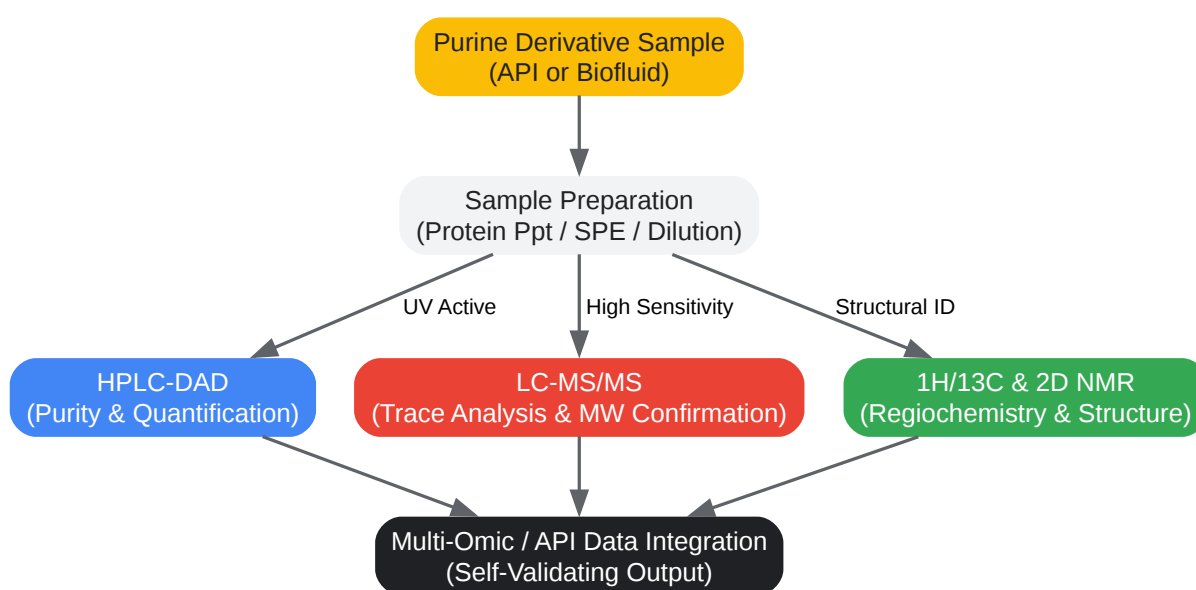 Purine Derivative Sample
(API or Biofluid)
Sample Preparation
(Protein Ppt / SPE / Dilution)
UV Active
High Sensitivity
Structural ID
HPLC-DAD
(Purity & Quantification)
LC-MS/MS
(Trace Analysis & MW Confirmation)
1H/13C & 2D NMR
(Regiochemistry & Structure)
Multi-Omic / API Data Integration
(Self-Validating Output)